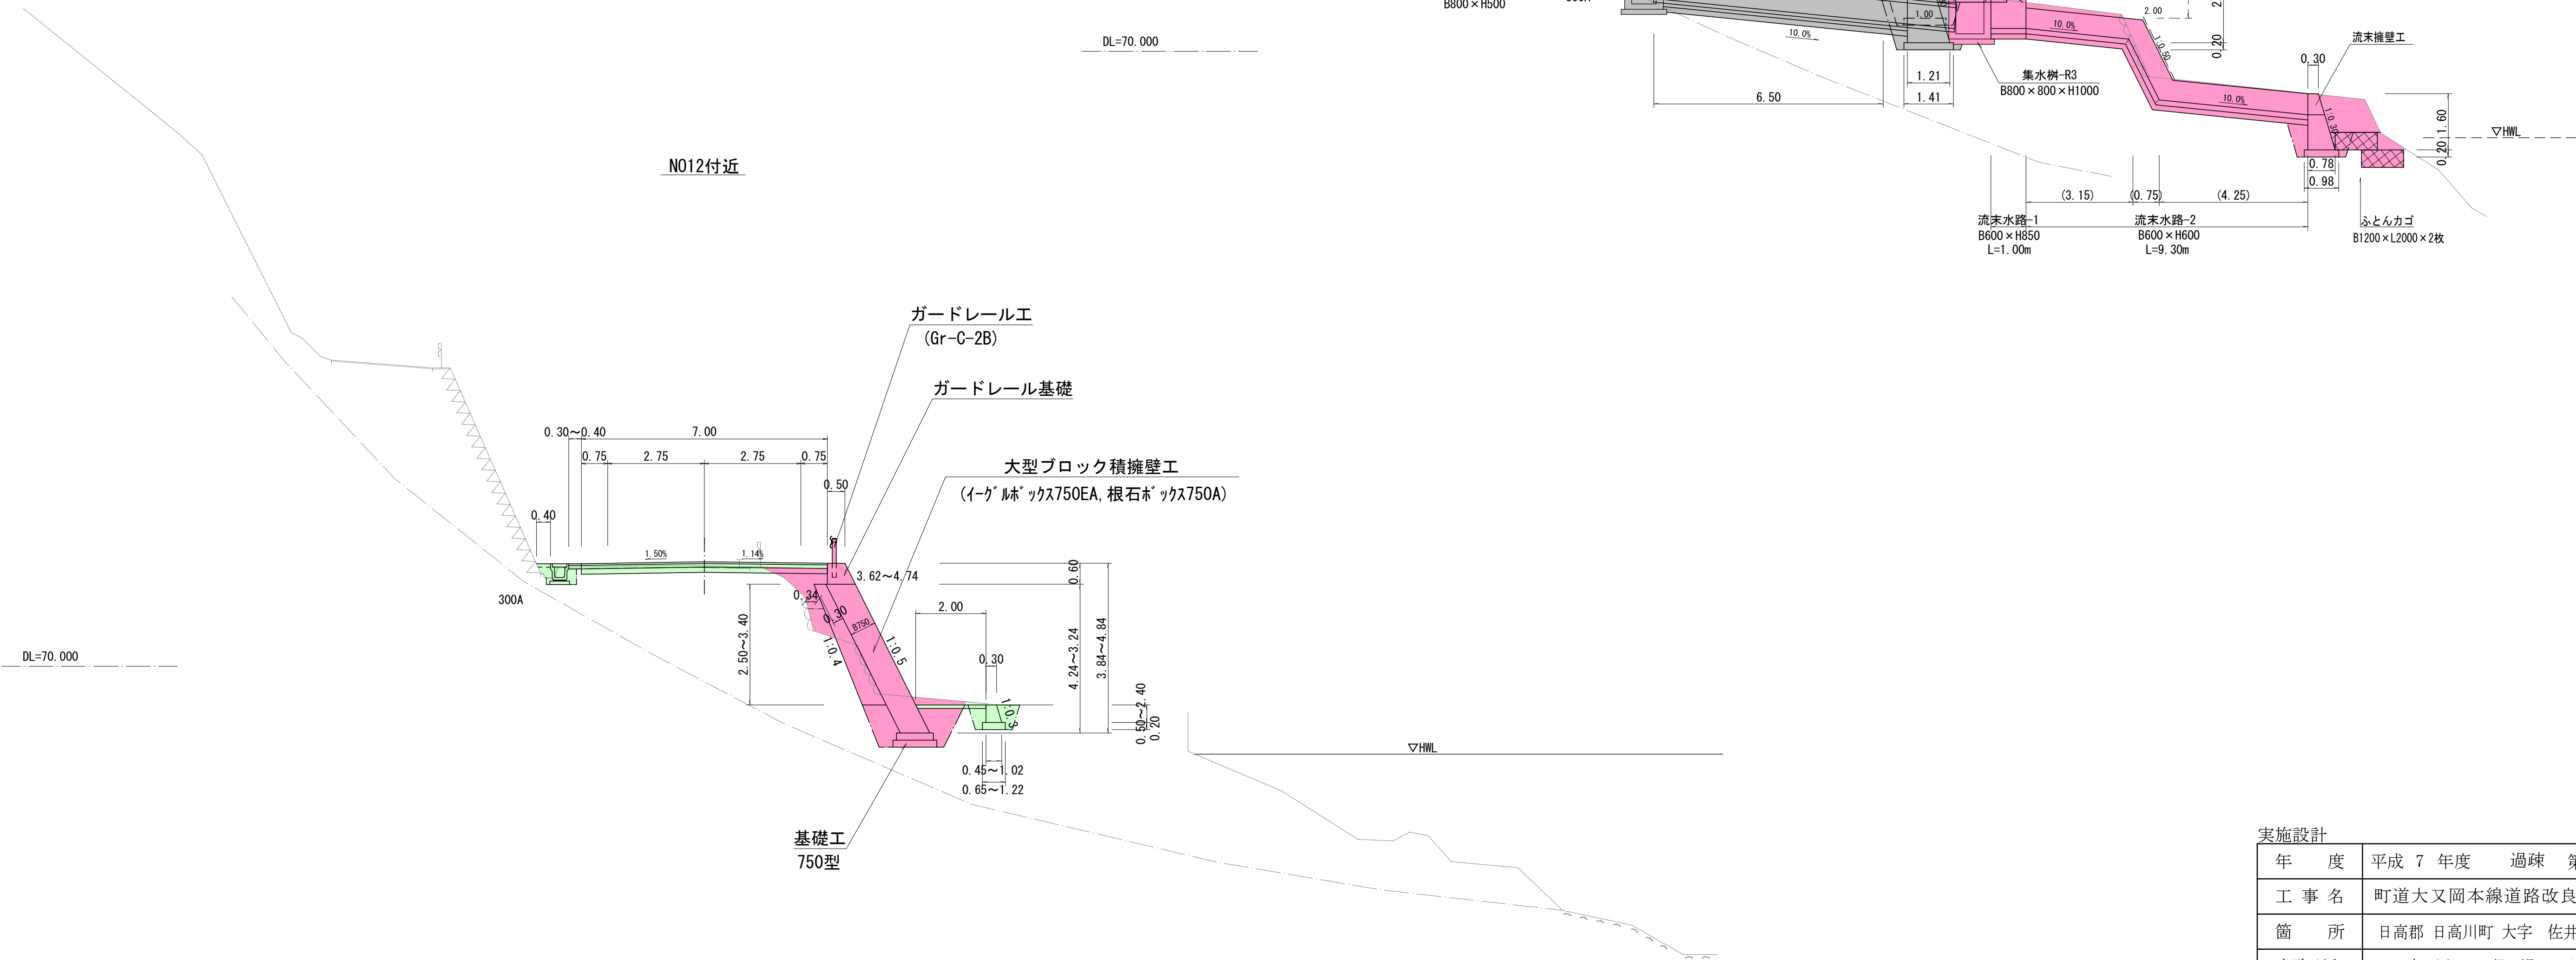 B800×H500
DL=70.000
1.00
10.0%
10.0%
2.00
1:0.50
0.20
流末擁壁工
0.30
1.21
集水桝-R3
B800×800×H1000
6.50
1.41
10.0%
1:0.30
1.60
0.20
▽HWL
0.78
0.98
(3.15)
(0.75)
(4.25)
流末水路-1
B600×H850
L=1.00m
流末水路-2
B600×H600
L=9.30m
ふとんカゴ
B1200×L2000×2枚
NO12付近
ガードレール工
(Gr-C-2B)
ガードレール基礎
0.30～0.40
7.00
0.75
2.75
2.75
0.75
大型ブロック積擁壁工
(ｲｰｸﾞﾙﾎﾞｯｸｽ750EA,根石ﾎﾞｯｸｽ750A)
0.50
0.40
1.50%
1.14%
3.62～4.74
0.60
300A
0.34
0.30
B750
2.00
2.50～3.40
1:0.4
1:0.5
4.24～3.24
3.84～4.84
DL=70.000
0.30
1:0.3
0.50～2.40
0.20
▽HWL
0.45～1.02
0.65～1.22
基礎工
750型
実施設計
年 度 平成 7 年度 過疎
工 事 名 町道大又岡本線道路改良
箇 所 日高郡 日高川町 大字 佐井